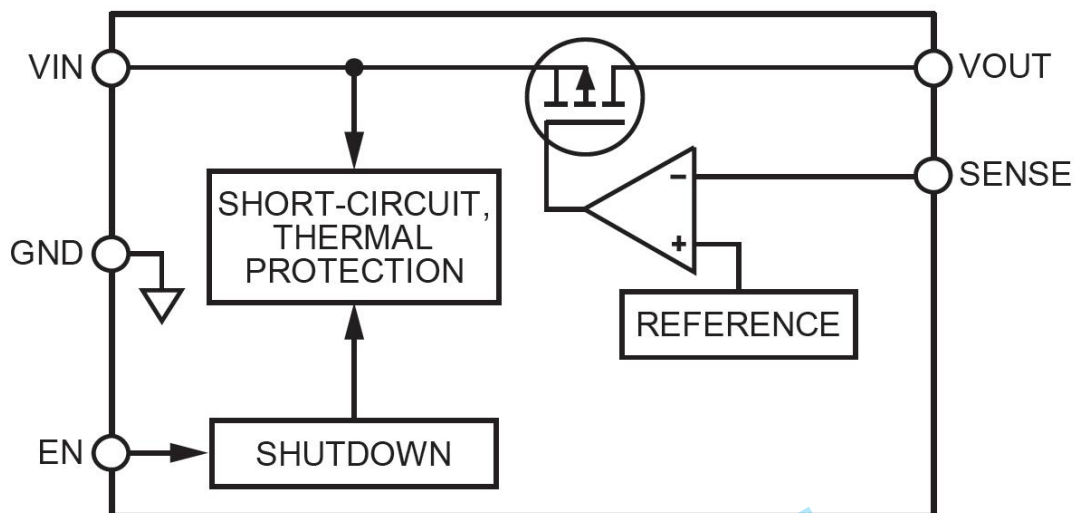 VIN
VOUT
SENSE
SHORT-CIRCUIT,
THERMAL
PROTECTION
GND
-
+
REFERENCE
EN
SHUTDOWN